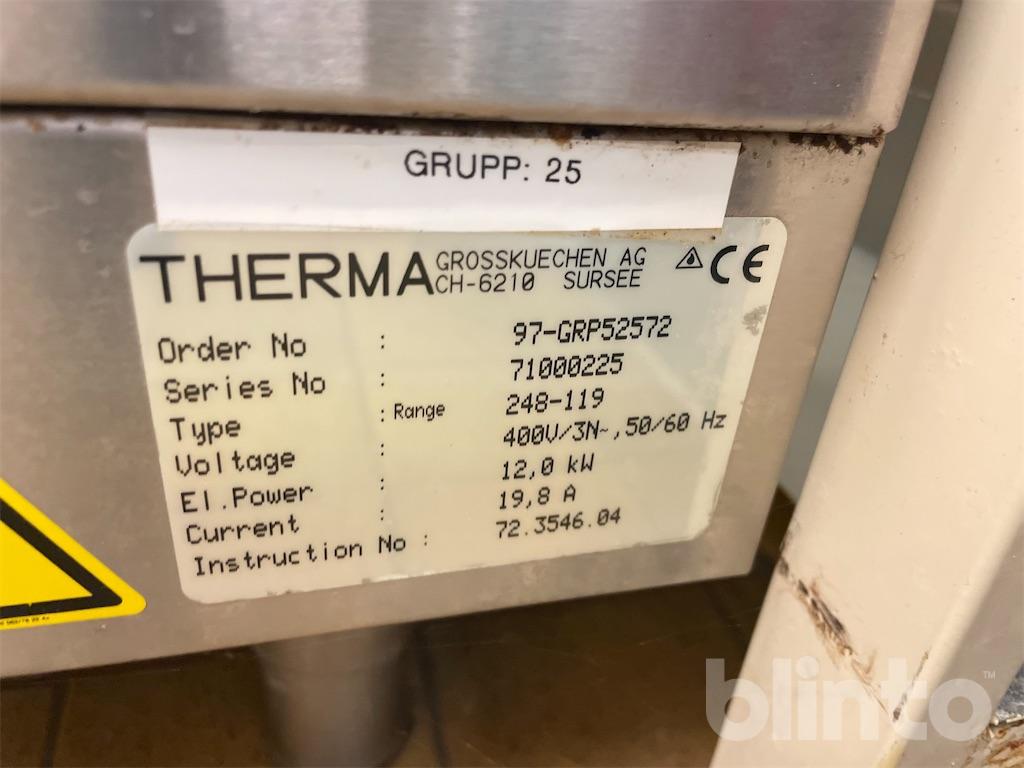 GRUPP: 25
THERMA GROSSKUECHEN AG
CH-6210 SURSEE
CE
Order No : 97-GRP52572
Series No : 71000225
Type : Range 248-119
Voltage : 400V/3N~,50/60 Hz
El.Power : 12,0 kW
Current : 19,8 A
Instruction No : 72.3546.04
blinto™